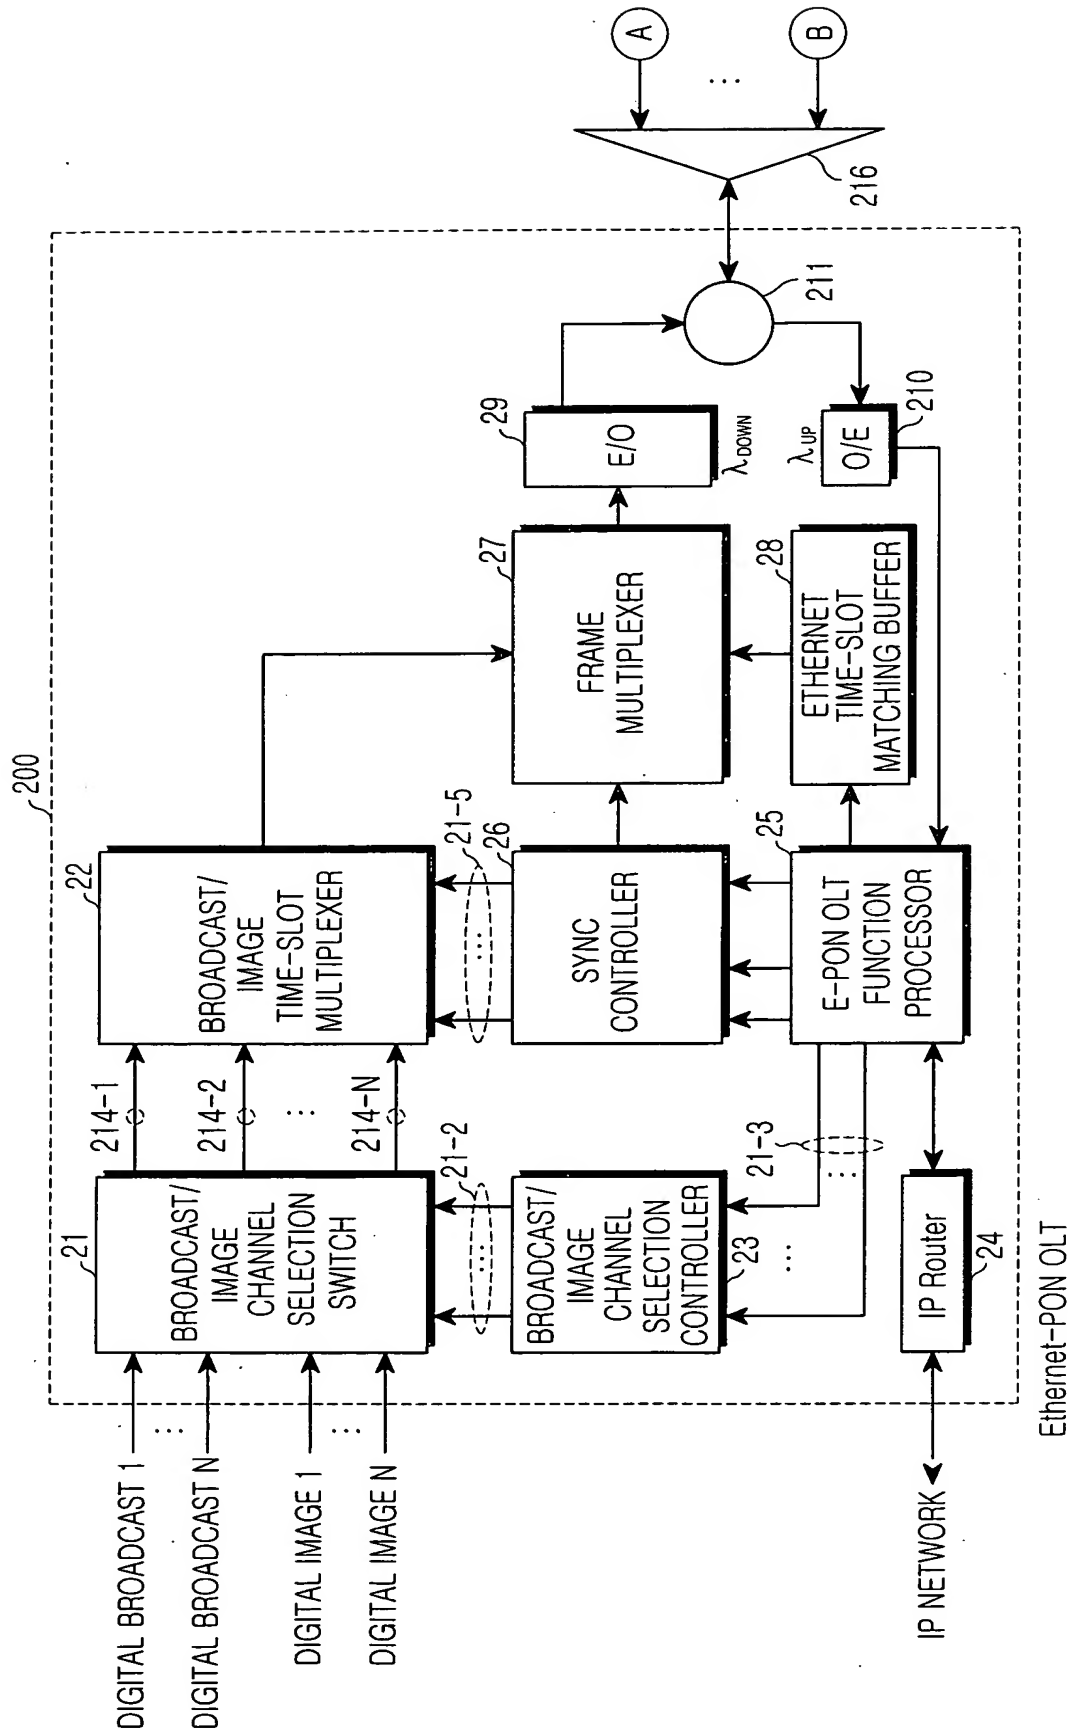 200
DIGITAL BROADCAST 1
DIGITAL BROADCAST N
DIGITAL IMAGE 1
DIGITAL IMAGE N
21
BROADCAST/
IMAGE
CHANNEL
SELECTION
SWITCH
214-1
214-2
214-N
22
BROADCAST/
IMAGE
TIME-SLOT
MULTIPLEXER
21-2
21-5
BROADCAST/
IMAGE
CHANNEL
SELECTION
CONTROLLER
23
26
SYNC
CONTROLLER
27
FRAME
MULTIPLEXER
29
E/O
λDOWN
21-3
25
E-PON OLT
FUNCTION
PROCESSOR
28
ETHERNET
TIME-SLOT
MATCHING BUFFER
λUP
O/E
210
211
216
A
B
IP NETWORK
IP Router
24
Ethernet-PON OLT